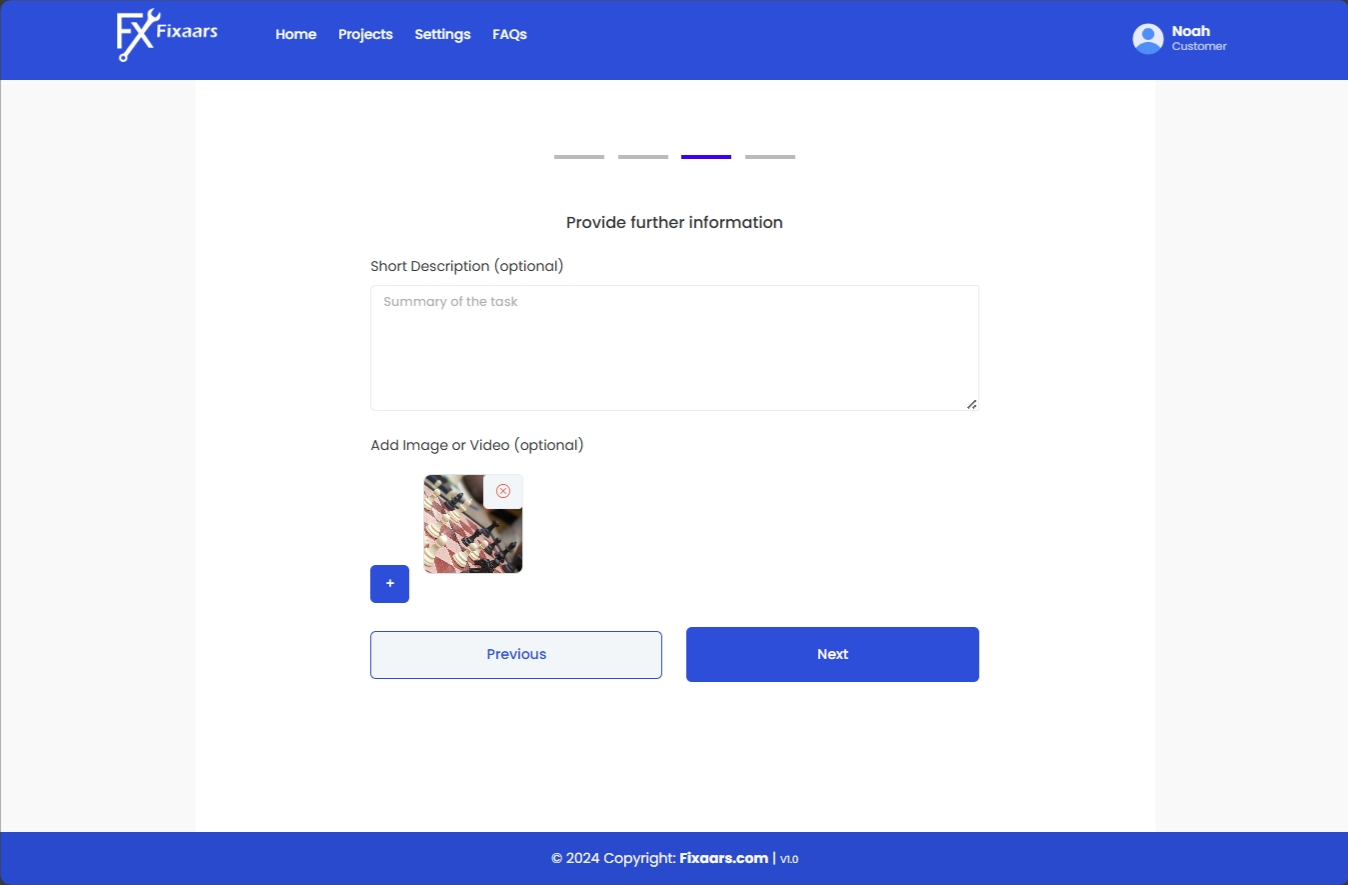 FX Fixaars
Home
Projects
Settings
FAQs
Noah
Customer
Provide further information
Short Description (optional)
Summary of the task
Add Image or Video (optional)
+
Previous
Next
© 2024 Copyright: Fixaars.com | V1.0